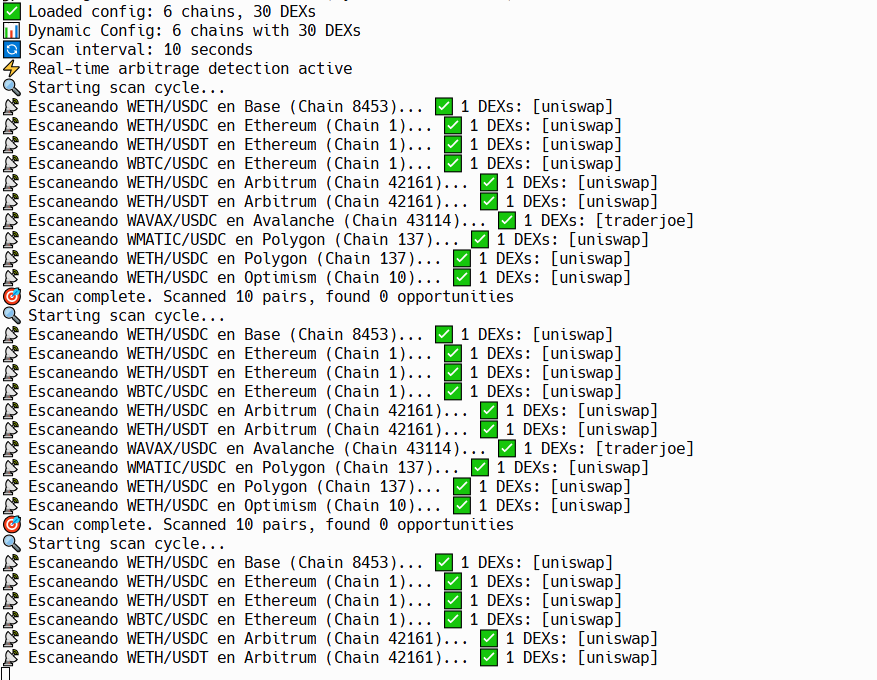 Loaded config: 6 chains, 30 DEXs
Dynamic Config: 6 chains with 30 DEXs
Scan interval: 10 seconds
Real-time arbitrage detection active
Starting scan cycle...
Escaneando WETH/USDC en Base (Chain 8453)... ✅ 1 DEXs: [uniswap]
Escaneando WETH/USDC en Ethereum (Chain 1)... ✅ 1 DEXs: [uniswap]
Escaneando WETH/USDT en Ethereum (Chain 1)... ✅ 1 DEXs: [uniswap]
Escaneando WBTC/USDC en Ethereum (Chain 1)... ✅ 1 DEXs: [uniswap]
Escaneando WETH/USDC en Arbitrum (Chain 42161)... ✅ 1 DEXs: [uniswap]
Escaneando WETH/USDT en Arbitrum (Chain 42161)... ✅ 1 DEXs: [uniswap]
Escaneando WAVAX/USDC en Avalanche (Chain 43114)... ✅ 1 DEXs: [traderjoe]
Escaneando WMATIC/USDC en Polygon (Chain 137)... ✅ 1 DEXs: [uniswap]
Escaneando WETH/USDC en Polygon (Chain 137)... ✅ 1 DEXs: [uniswap]
Escaneando WETH/USDC en Optimism (Chain 10)... ✅ 1 DEXs: [uniswap]
Scan complete. Scanned 10 pairs, found 0 opportunities
Starting scan cycle...
Escaneando WETH/USDC en Base (Chain 8453)... ✅ 1 DEXs: [uniswap]
Escaneando WETH/USDC en Ethereum (Chain 1)... ✅ 1 DEXs: [uniswap]
Escaneando WETH/USDT en Ethereum (Chain 1)... ✅ 1 DEXs: [uniswap]
Escaneando WBTC/USDC en Ethereum (Chain 1)... ✅ 1 DEXs: [uniswap]
Escaneando WETH/USDC en Arbitrum (Chain 42161)... ✅ 1 DEXs: [uniswap]
Escaneando WETH/USDT en Arbitrum (Chain 42161)... ✅ 1 DEXs: [uniswap]
Escaneando WAVAX/USDC en Avalanche (Chain 43114)... ✅ 1 DEXs: [traderjoe]
Escaneando WMATIC/USDC en Polygon (Chain 137)... ✅ 1 DEXs: [uniswap]
Escaneando WETH/USDC en Polygon (Chain 137)... ✅ 1 DEXs: [uniswap]
Escaneando WETH/USDC en Optimism (Chain 10)... ✅ 1 DEXs: [uniswap]
Scan complete. Scanned 10 pairs, found 0 opportunities
Starting scan cycle...
Escaneando WETH/USDC en Base (Chain 8453)... ✅ 1 DEXs: [uniswap]
Escaneando WETH/USDC en Ethereum (Chain 1)... ✅ 1 DEXs: [uniswap]
Escaneando WETH/USDT en Ethereum (Chain 1)... ✅ 1 DEXs: [uniswap]
Escaneando WBTC/USDC en Ethereum (Chain 1)... ✅ 1 DEXs: [uniswap]
Escaneando WETH/USDC en Arbitrum (Chain 42161)... ✅ 1 DEXs: [uniswap]
Escaneando WETH/USDT en Arbitrum (Chain 42161)... ✅ 1 DEXs: [uniswap]